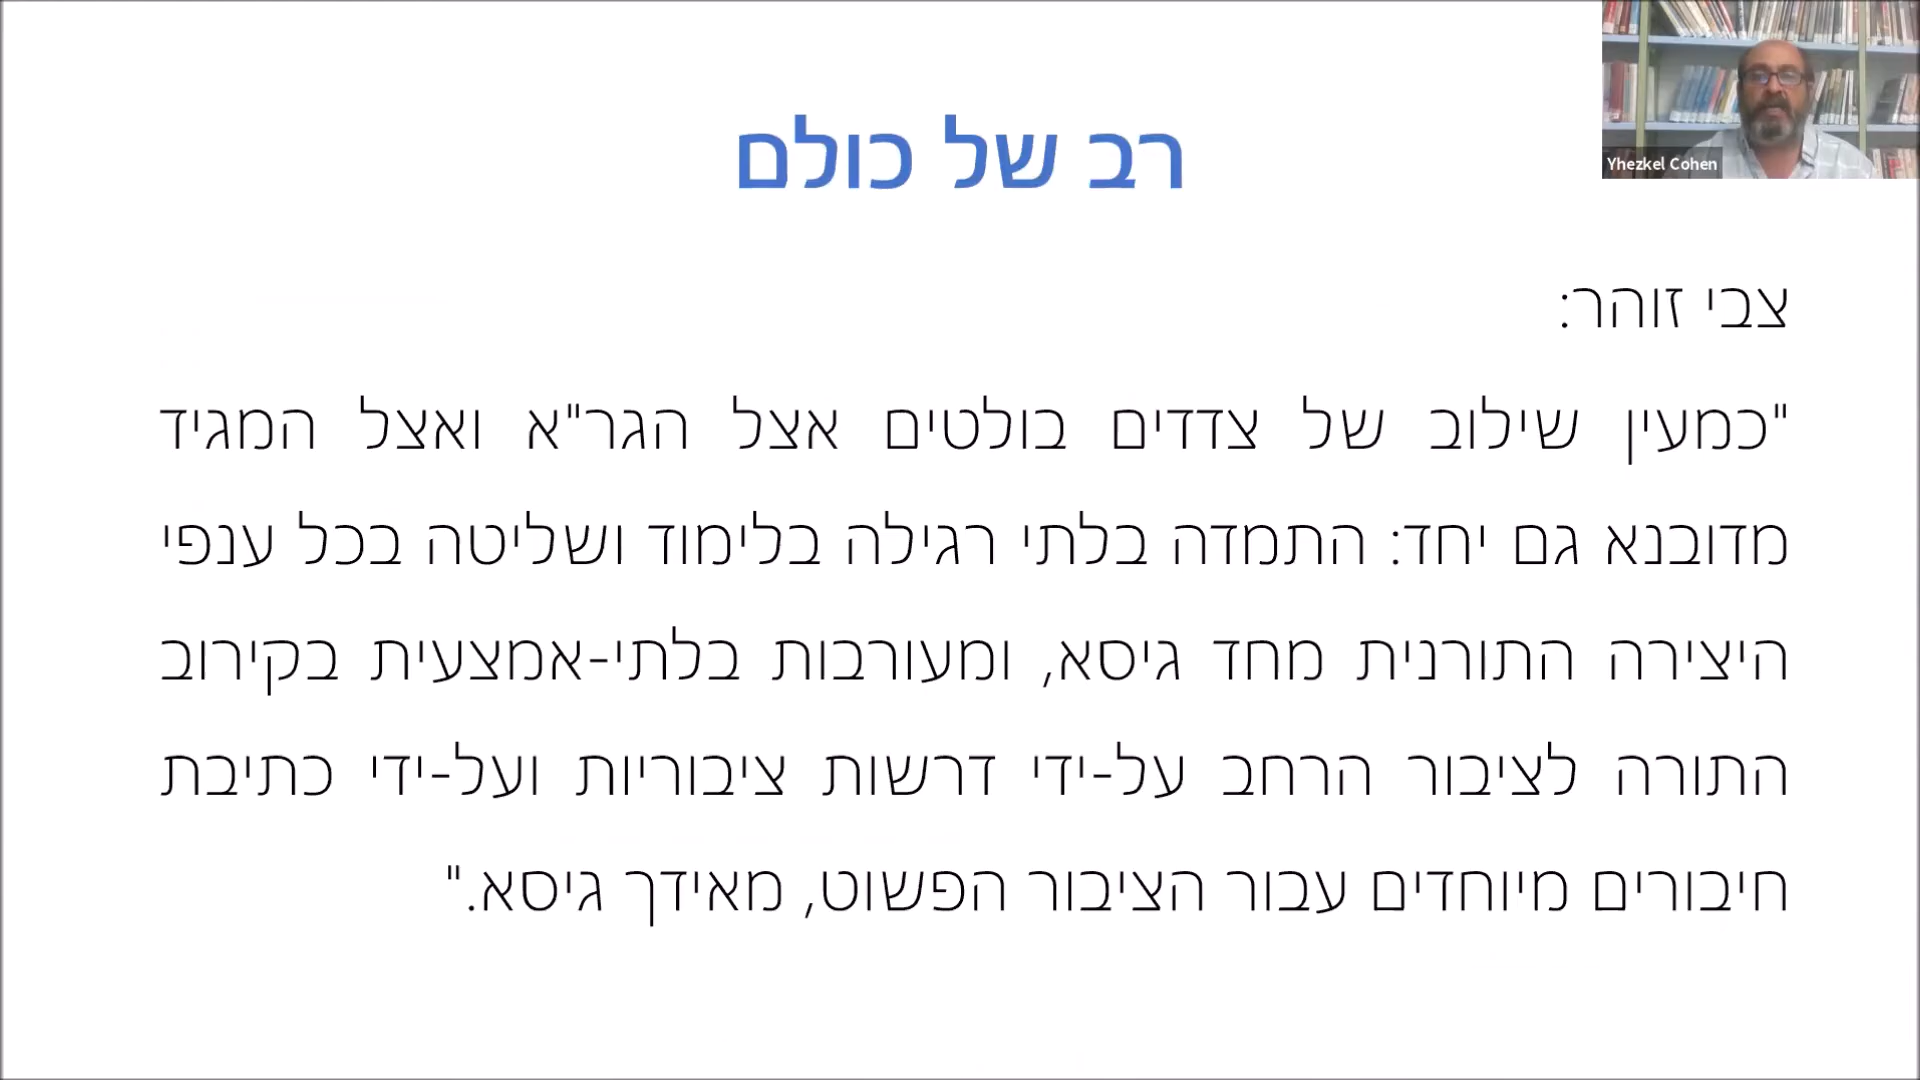 רב של כולם
Yhezkel Cohen
צבי זוהר:
"כמעין שילוב של צדדים בולטים אצל הגר"א ואצל המגיד
מדובנא גם יחד: התמדה בלתי רגילה בלימוד ושליטה בכל ענפי
היצירה התורנית מחד גיסא, ומעורבות בלתי-אמצעית בקירוב
התורה לציבור הרחב על-ידי דרשות ציבוריות ועל-ידי כתיבת
חיבורים מיוחדים עבור הציבור הפשוט, מאידך גיסא."